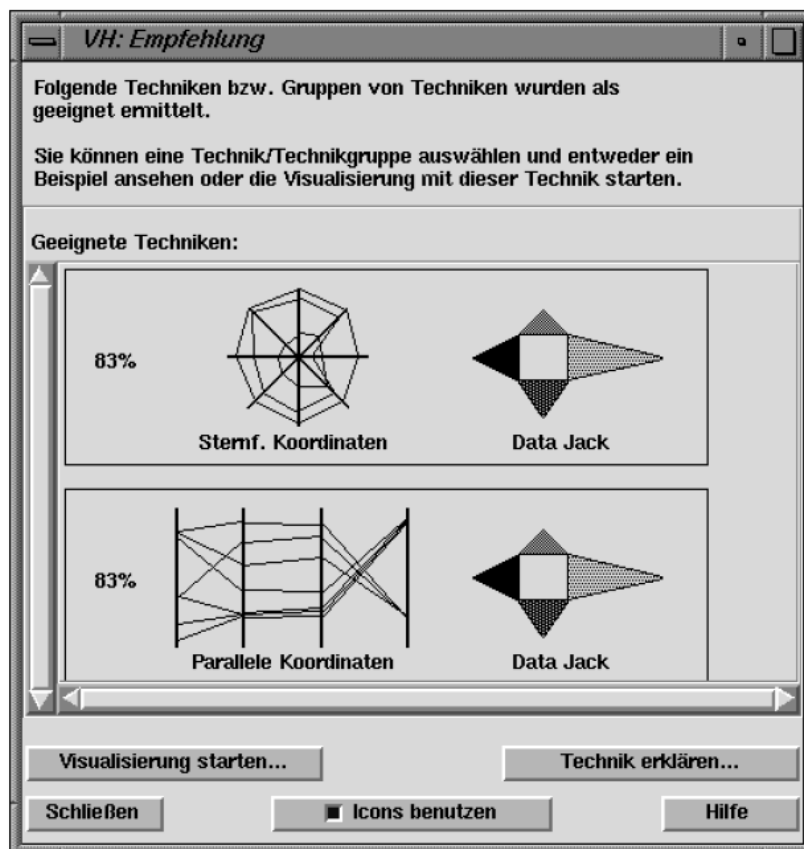 VH: Empfehlung
Folgende Techniken bzw. Gruppen von Techniken wurden als
geeignet ermittelt.
Sie können eine Technik/Technikgruppe auswählen und entweder ein
Beispiel ansehen oder die Visualisierung mit dieser Technik starten.
Geeignete Techniken:
83%
Sternf. Koordinaten
Data Jack
83%
Parallele Koordinaten
Data Jack
Visualisierung starten...
Technik erklären...
Schließen
Icons benutzen
Hilfe